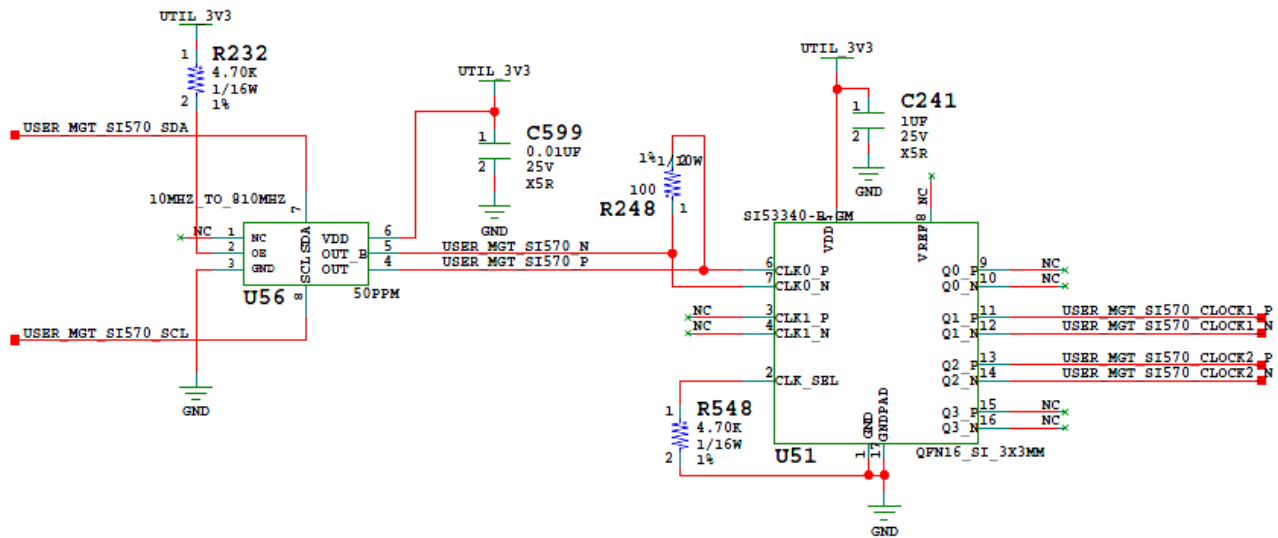 UTIL_3V3
1
R232
4.70K
1/16W
1%
2
USER_MGT_SI570_SDA
10MHZ_TO_810MHZ
7
NC
1
NC
2
OE
3
GND
SDA
SCL
VDD
6
OUT_B
5
OUT
4
U56
8
50PPM
USER_MGT_SI570_SCL
GND
UTIL_3V3
1
C599
0.01UF
2
25V
X5R
GND
USER_MGT_SI570_N
USER_MGT_SI570_P
1%
1/10W
2
100
R248
1
UTIL_3V3
1
C241
1UF
2
25V
X5R
GND
NC
8
VREF
VDD
6
CLK0_P
7
CLK0_N
NC
3
CLK1_P
NC
4
CLK1_N
2
CLK_SEL
1
R548
4.70K
1/16W
2
1%
U51
GND
1
GNDPAD
17
QFN16_SI_3X3MM
GND
Q0_P
9
NC
Q0_N
10
NC
Q1_P
11
USER_MGT_SI570_CLOCK1_P
Q1_N
12
USER_MGT_SI570_CLOCK1_N
Q2_P
13
USER_MGT_SI570_CLOCK2_P
Q2_N
14
USER_MGT_SI570_CLOCK2_N
Q3_P
15
NC
Q3_N
16
NC